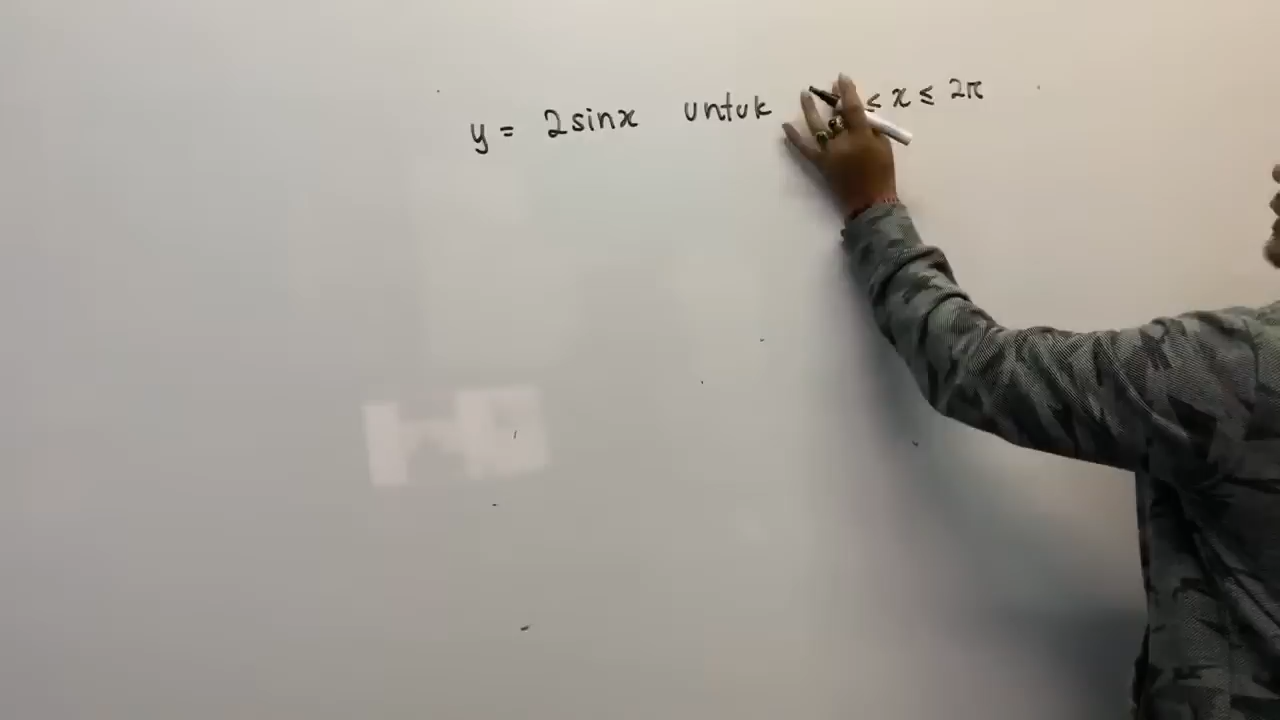 y = 2sinx untuk ≤ x ≤ 2π